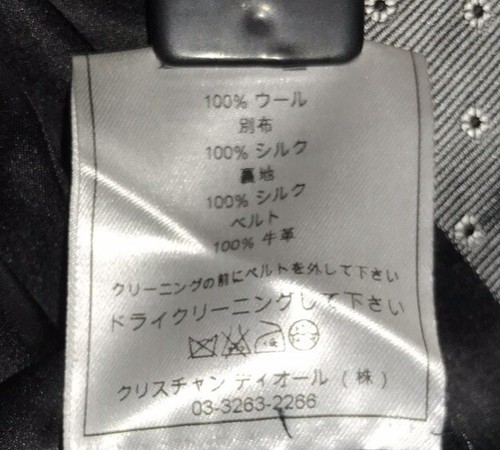 100% ウール
別布
100% シルク
裏地
100% シルク
ベルト
100% 牛革
クリーニングの前にベルトを外して下さい
ドライクリーニングして下さい
クリスチャン ディオール (株)
03-3263-2266